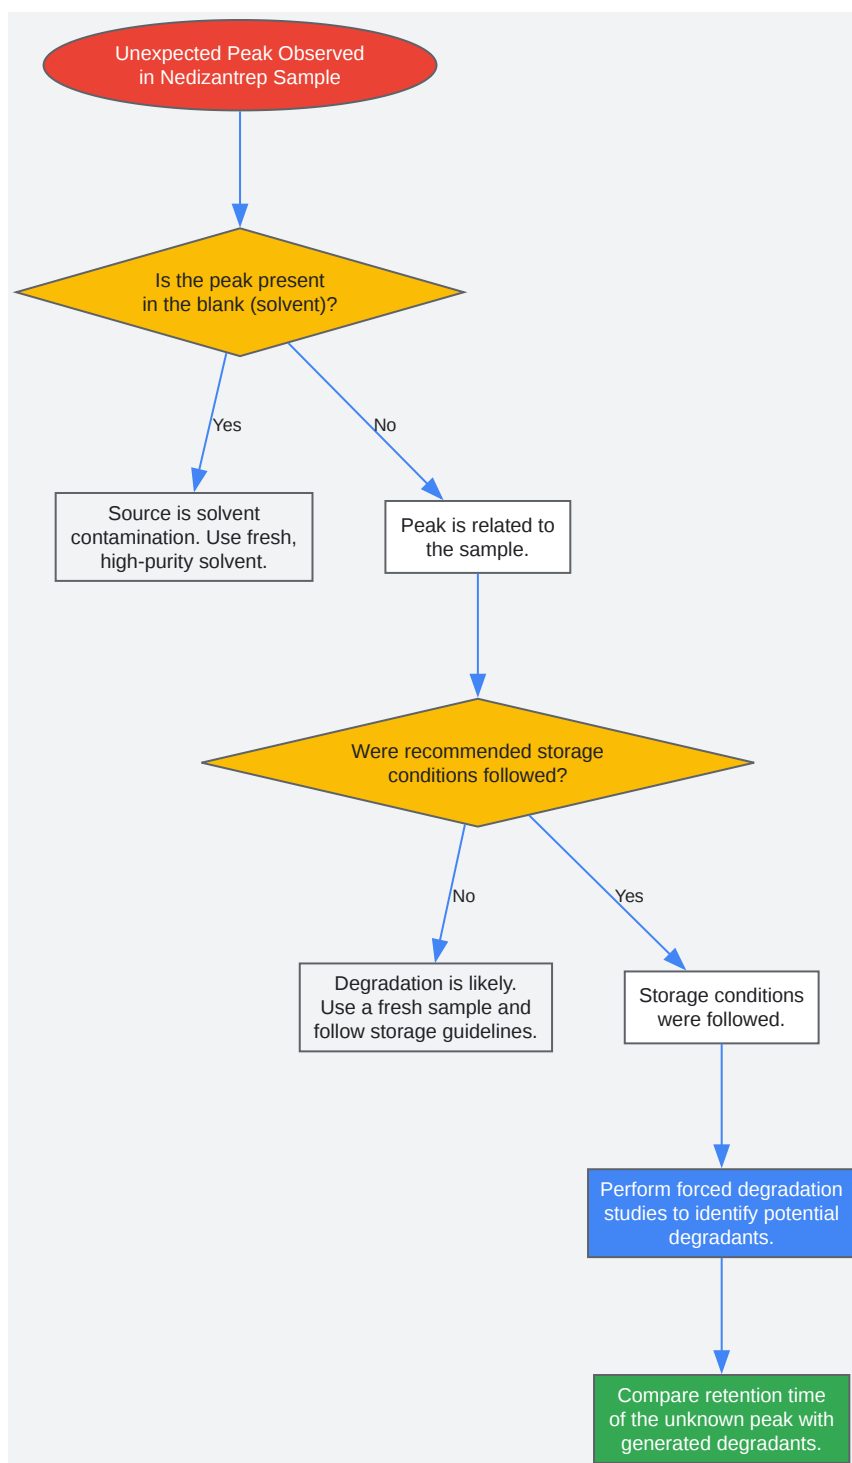 Unexpected Peak Observed
in Nedizantrep Sample
Is the peak present
in the blank (solvent)?
Yes
No
Source is solvent
contamination. Use fresh,
high-purity solvent.
Peak is related to
the sample.
Were recommended storage
conditions followed?
No
Yes
Degradation is likely.
Use a fresh sample and
follow storage guidelines.
Storage conditions
were followed.
Perform forced degradation
studies to identify potential
degradants.
Compare retention time
of the unknown peak with
generated degradants.